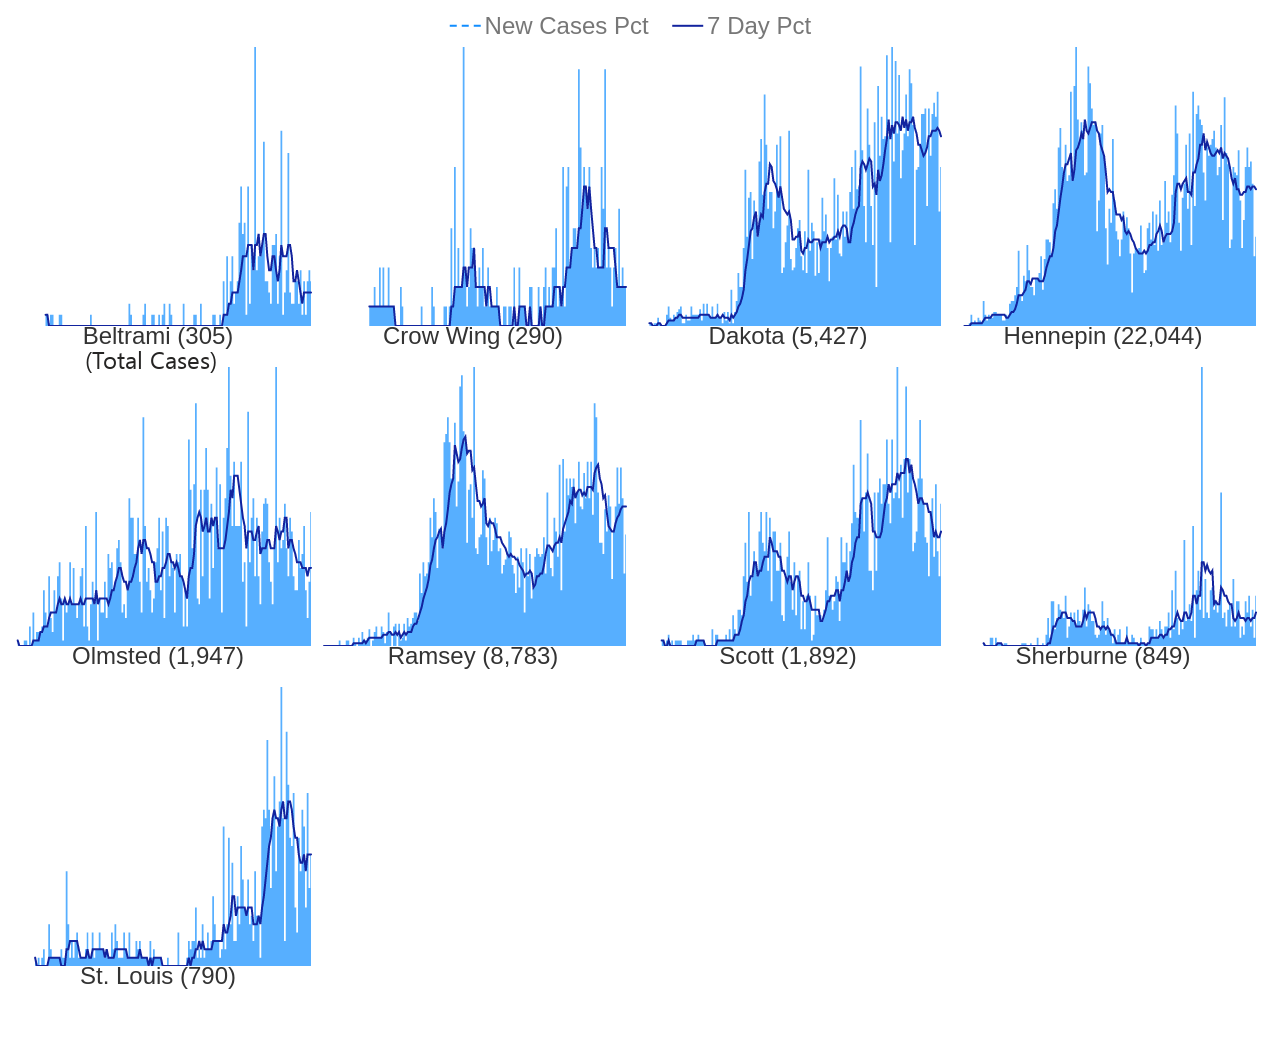 New Cases Pct 7 Day Pct
Beltrami (305)
(Total Cases)
Crow Wing (290)
Dakota (5,427)
Hennepin (22,044)
Olmsted (1,947)
Ramsey (8,783)
Scott (1,892)
Sherburne (849)
St. Louis (790)